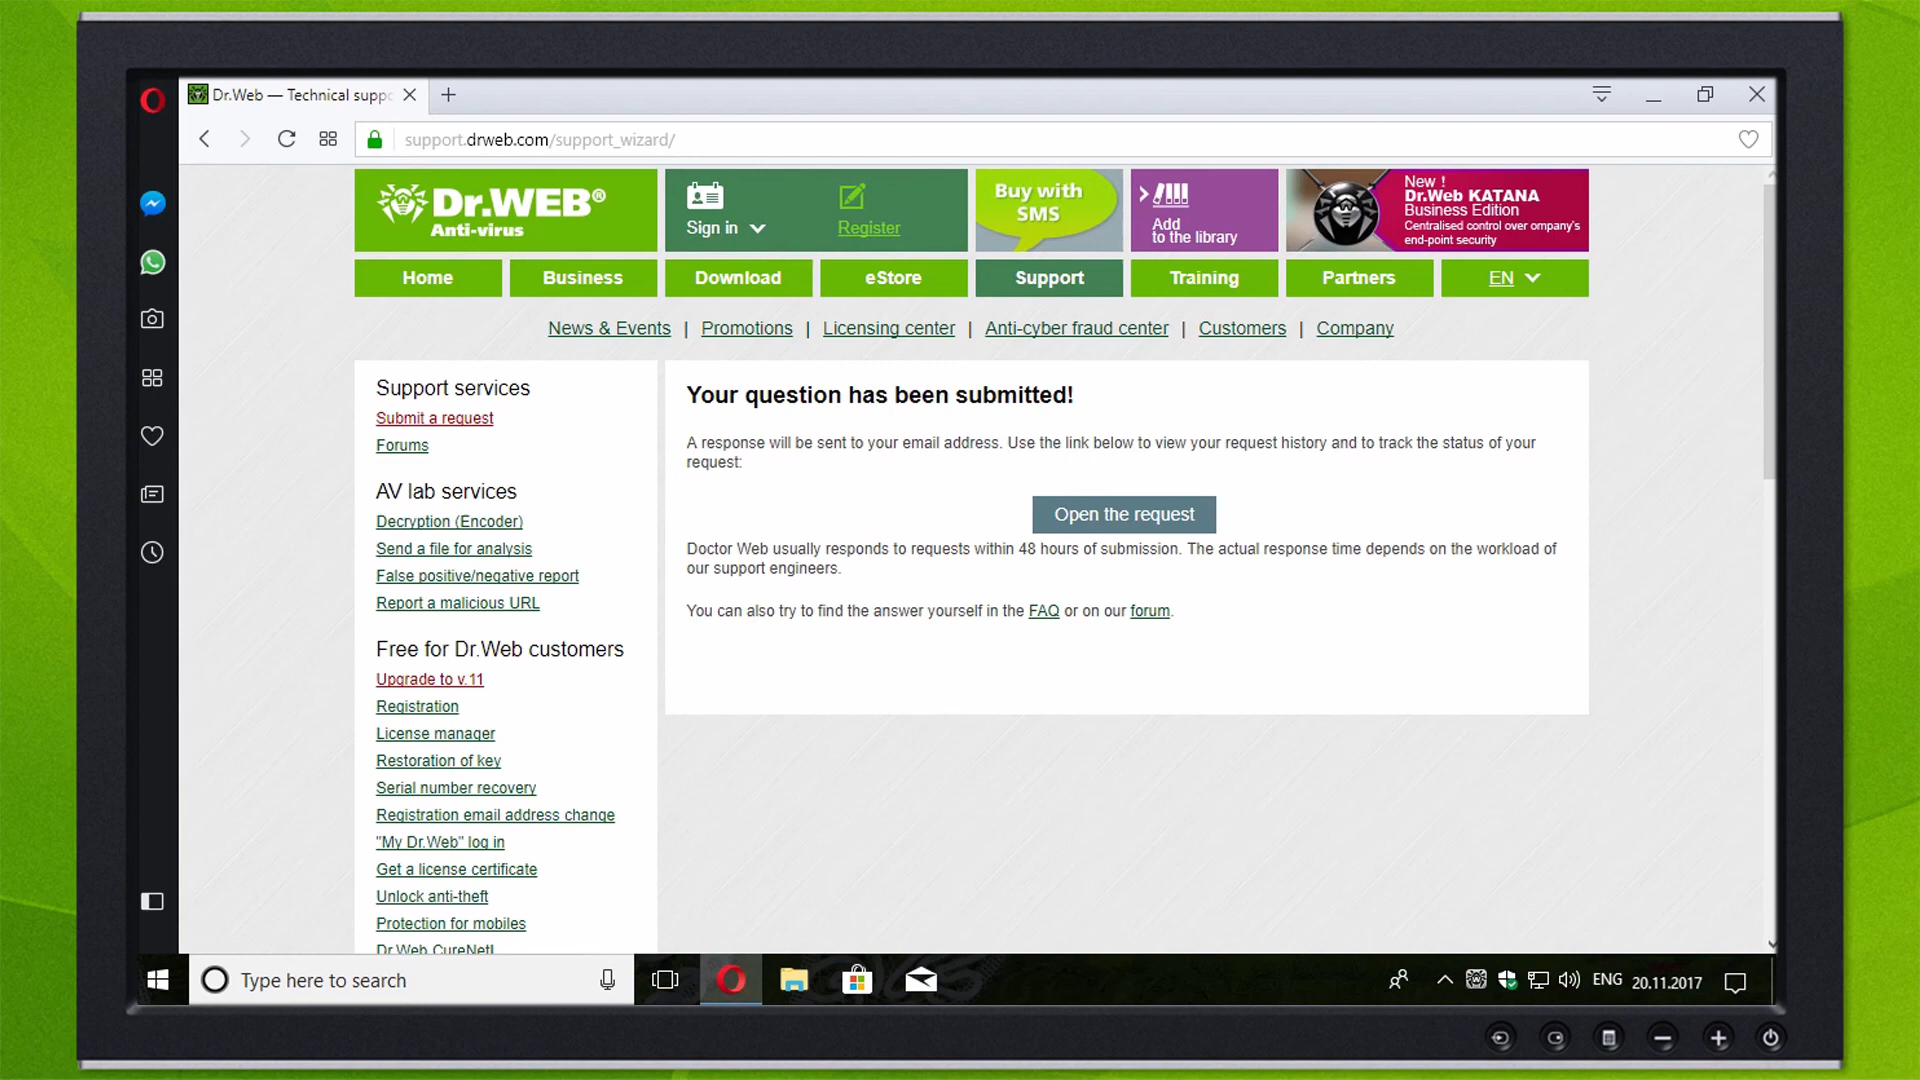 Dr.Web — Technical suppo
support.drweb.com/support_wizard/
Dr.WEB®
Anti-virus
Sign in
Register
Buy with
SMS
Add
to the library
New !
Dr.Web KATANA
Business Edition
Centralised control over ompany's
end-point security
Home
Business
Download
eStore
Support
Training
Partners
EN
News & Events | Promotions | Licensing center | Anti-cyber fraud center | Customers | Company
Support services
Submit a request
Forums
AV lab services
Decryption (Encoder)
Send a file for analysis
False positive/negative report
Report a malicious URL
Free for Dr.Web customers
Upgrade to v.11
Registration
License manager
Restoration of key
Serial number recovery
Registration email address change
"My Dr.Web" log in
Get a license certificate
Unlock anti-theft
Protection for mobiles
Dr.Web CureNet!
Your question has been submitted!
A response will be sent to your email address. Use the link below to view your request history and to track the status of your
request:
Open the request
Doctor Web usually responds to requests within 48 hours of submission. The actual response time depends on the workload of
our support engineers.
You can also try to find the answer yourself in the FAQ or on our forum.
Type here to search
ENG
20.11.2017